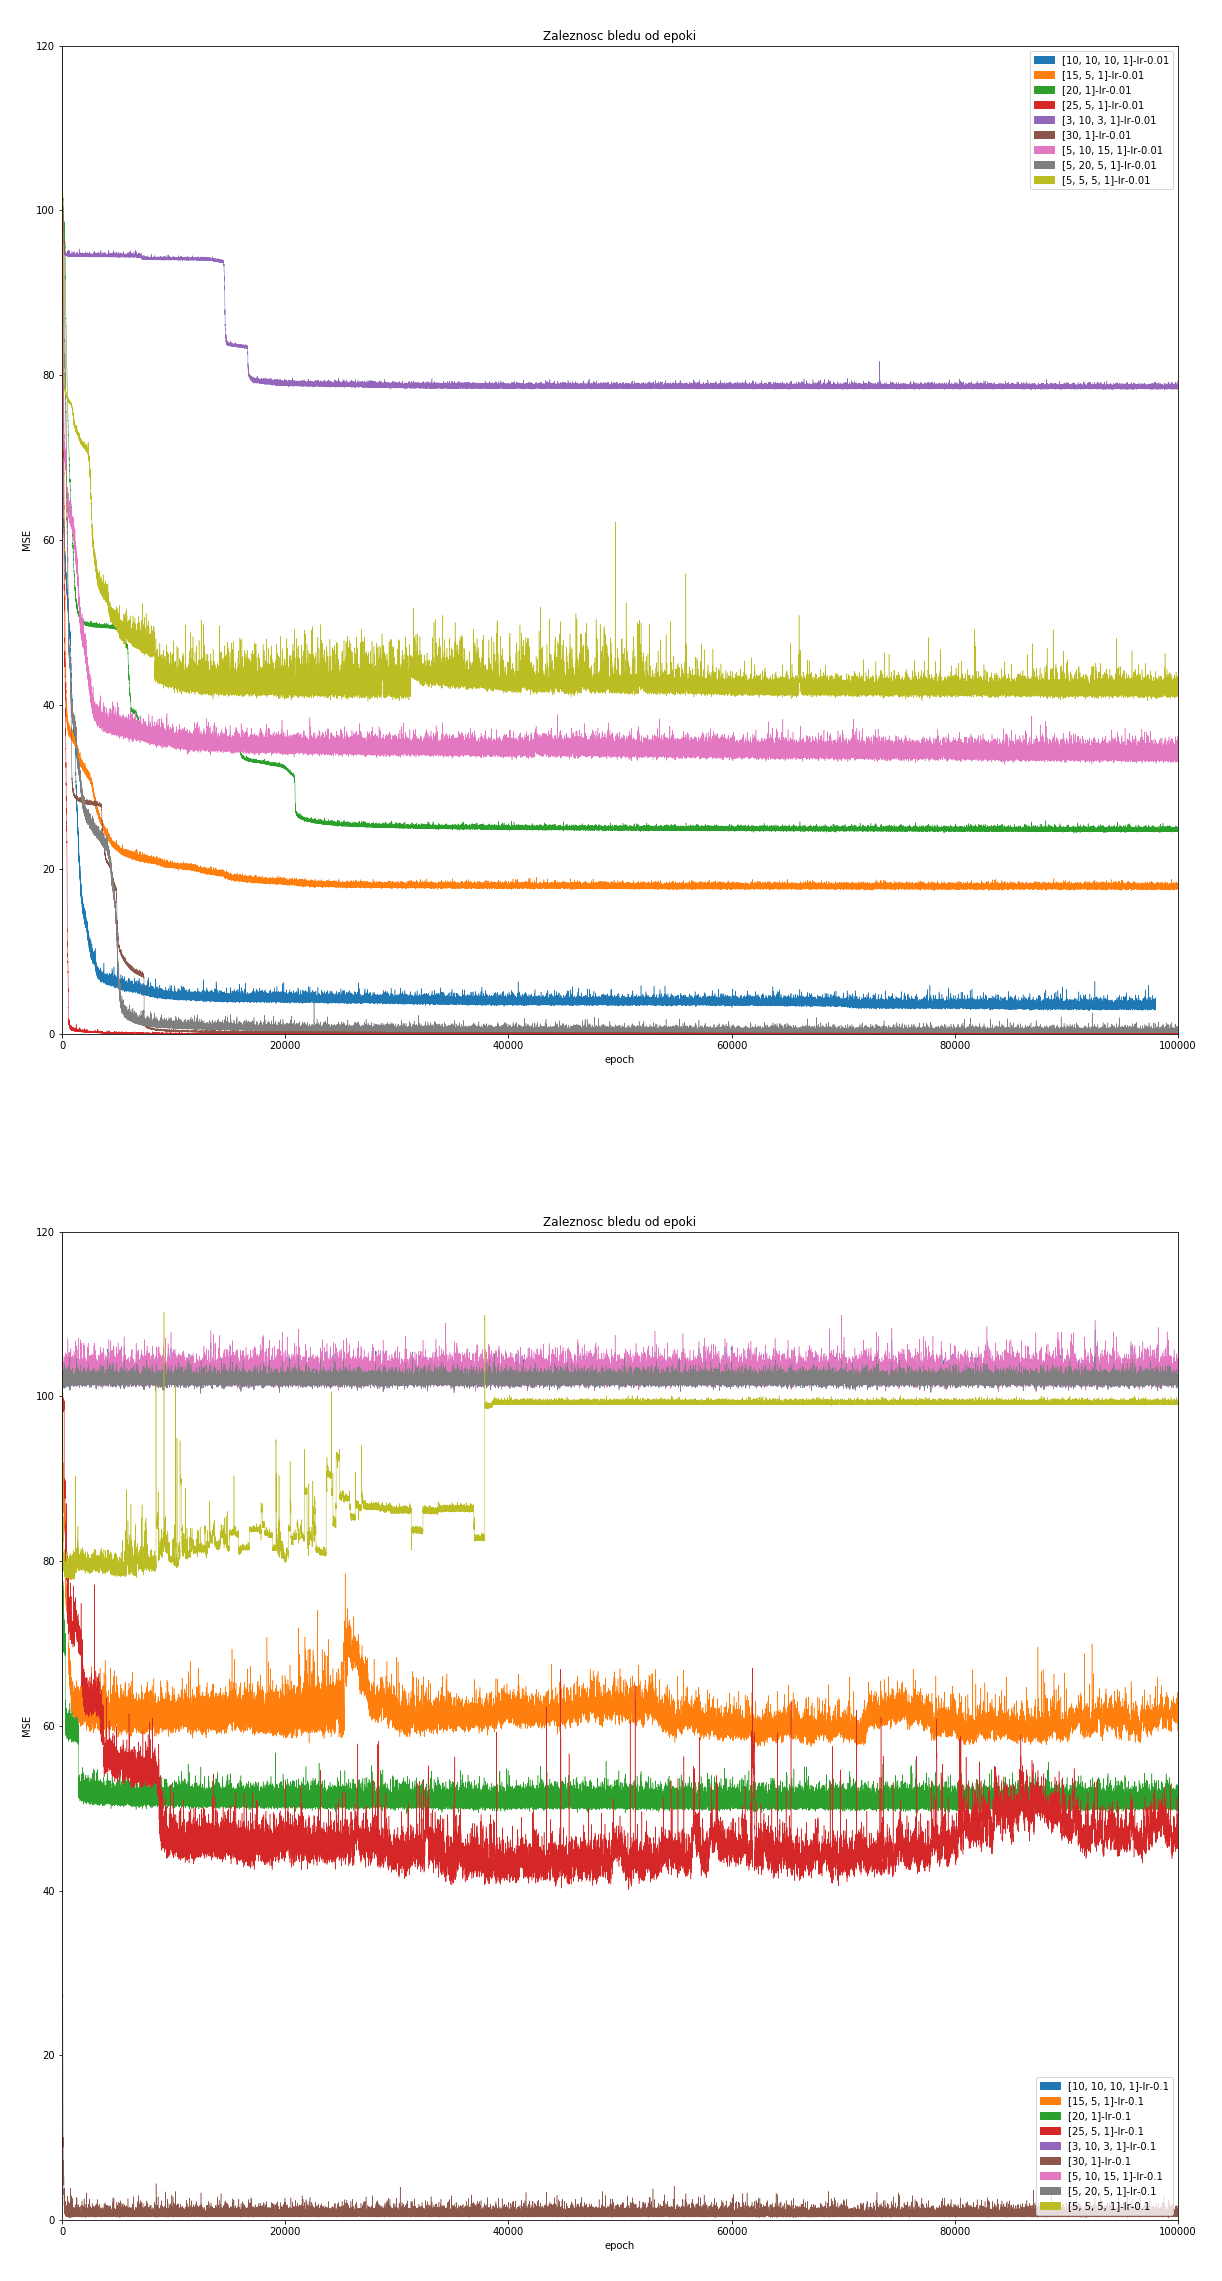 Zaleznosc bledu od epoki
120
100
80
60
40
20
0
MSE
[10, 10, 10, 1]-lr-0.01
[15, 5, 1]-lr-0.01
[20, 1]-lr-0.01
[25, 5, 1]-lr-0.01
[3, 10, 3, 1]-lr-0.01
[30, 1]-lr-0.01
[5, 10, 15, 1]-lr-0.01
[5, 20, 5, 1]-lr-0.01
[5, 5, 5, 1]-lr-0.01
0 20000 40000 60000 80000 100000
epoch
Zaleznosc bledu od epoki
120
100
80
60
40
20
0
MSE
[10, 10, 10, 1]-lr-0.1
[15, 5, 1]-lr-0.1
[20, 1]-lr-0.1
[25, 5, 1]-lr-0.1
[3, 10, 3, 1]-lr-0.1
[30, 1]-lr-0.1
[5, 10, 15, 1]-lr-0.1
[5, 20, 5, 1]-lr-0.1
[5, 5, 5, 1]-lr-0.1
0 20000 40000 60000 80000 100000
epoch